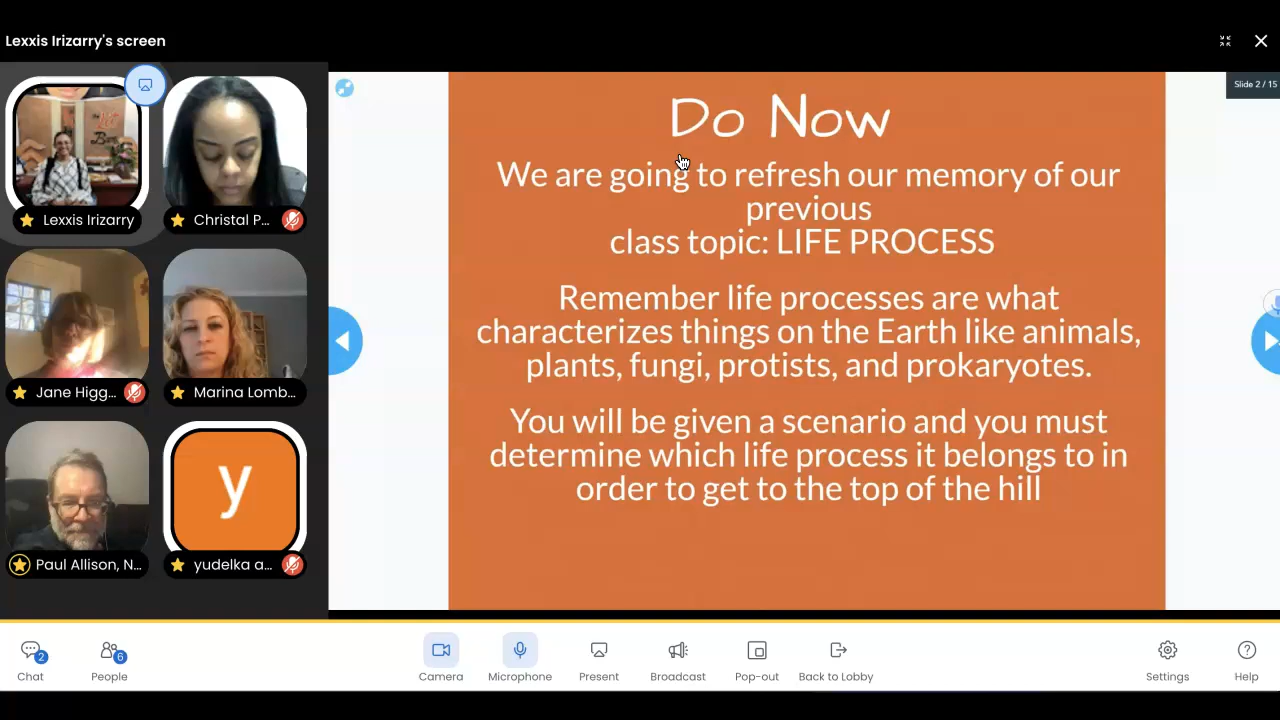 Lexxis Irizarry's screen
Lexxis Irizarry
Christal P...
Jane Higg...
Marina Lomb...
Paul Allison, N...
y
yudelka a...
Slide 2 / 15
Do Now
We are going to refresh our memory of our
previous
class topic: LIFE PROCESS
Remember life processes are what
characterizes things on the Earth like animals,
plants, fungi, protists, and prokaryotes.
You will be given a scenario and you must
determine which life process it belongs to in
order to get to the top of the hill
2
Chat
6
People
Camera
Microphone
Present
Broadcast
Pop-out
Back to Lobby
Settings
Help